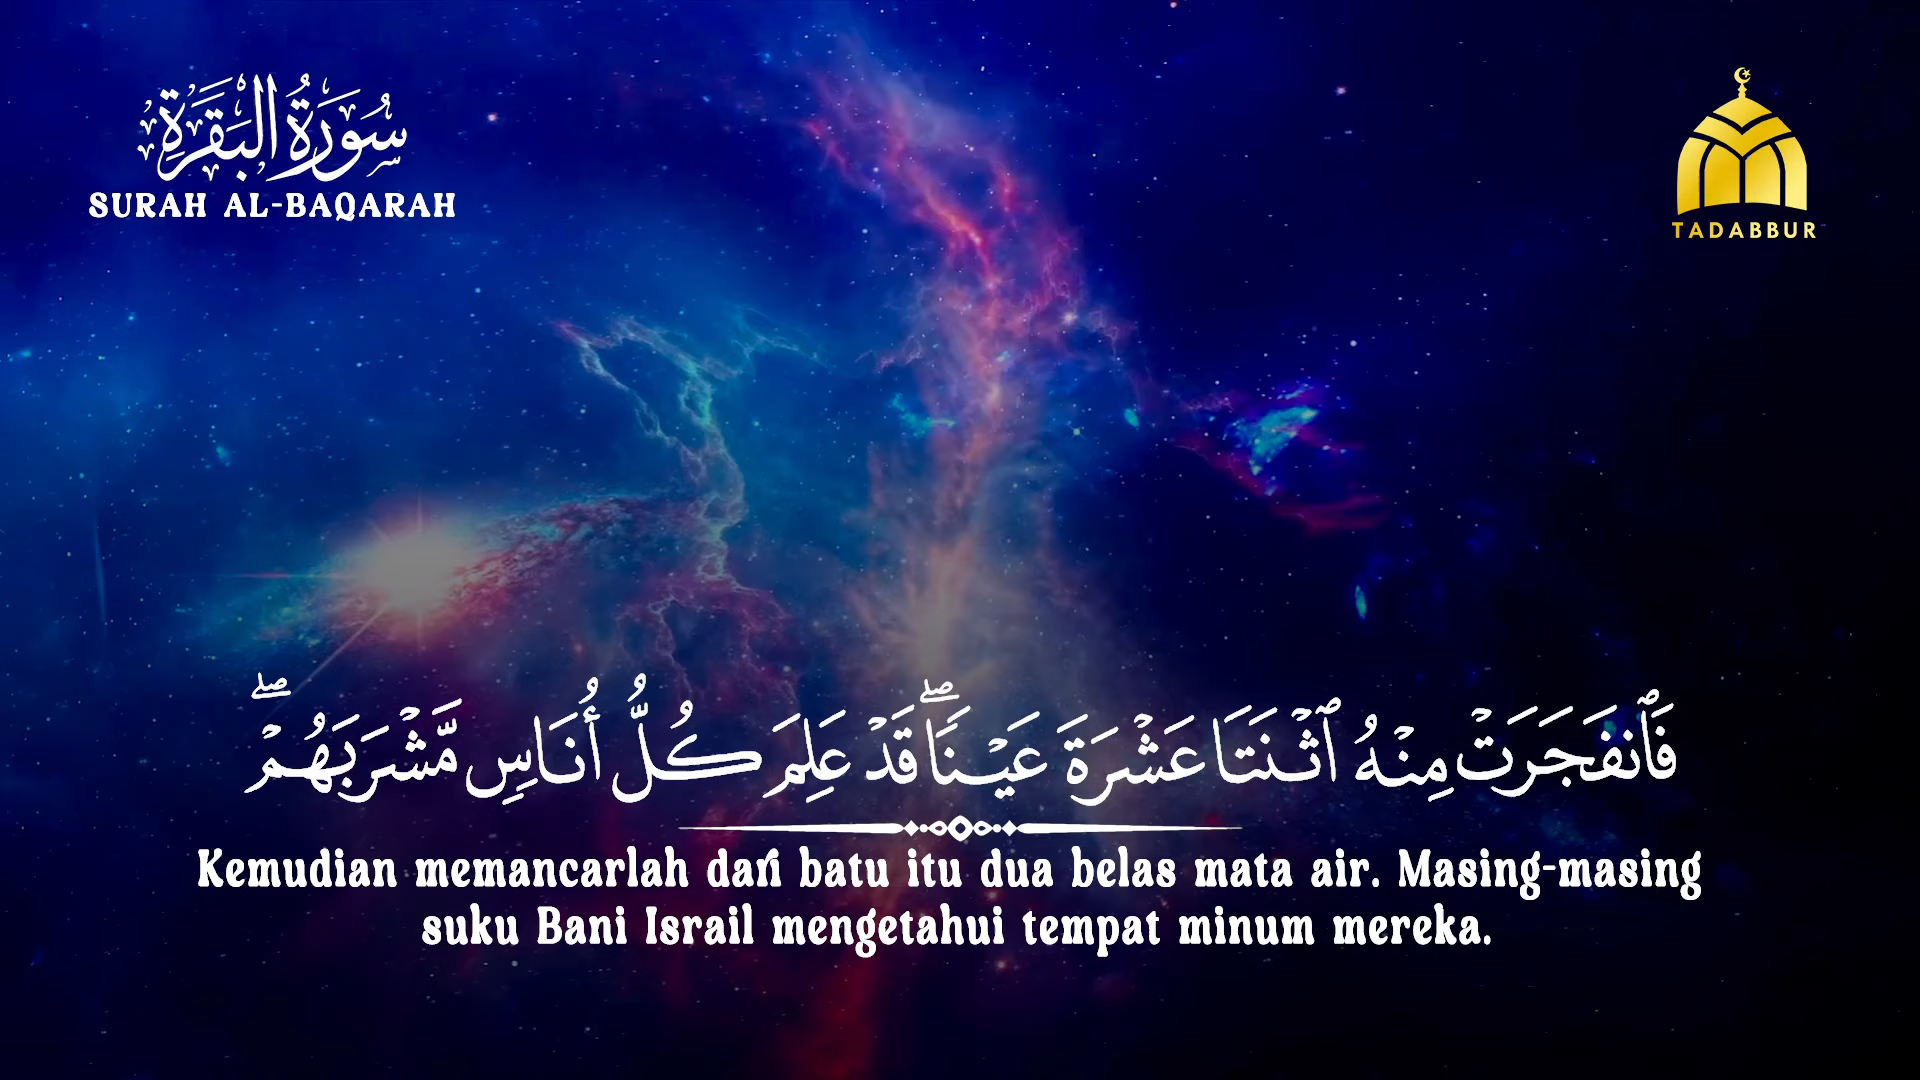 سُورَةُ الْبَقَرَةِ
SURAH AL-BAQARAH
TADABBUR
فَٱنفَجَرَتْ مِنْهُ ٱثْنَتَا عَشْرَةَ عَيْنًاۖ قَدْ عَلِمَ كُلُّ أُنَاسٍ مَّشْرَبَهُمْۖ
Kemudian memancarlah dari batu itu dua belas mata air. Masing-masing
suku Bani Israil mengetahui tempat minum mereka.